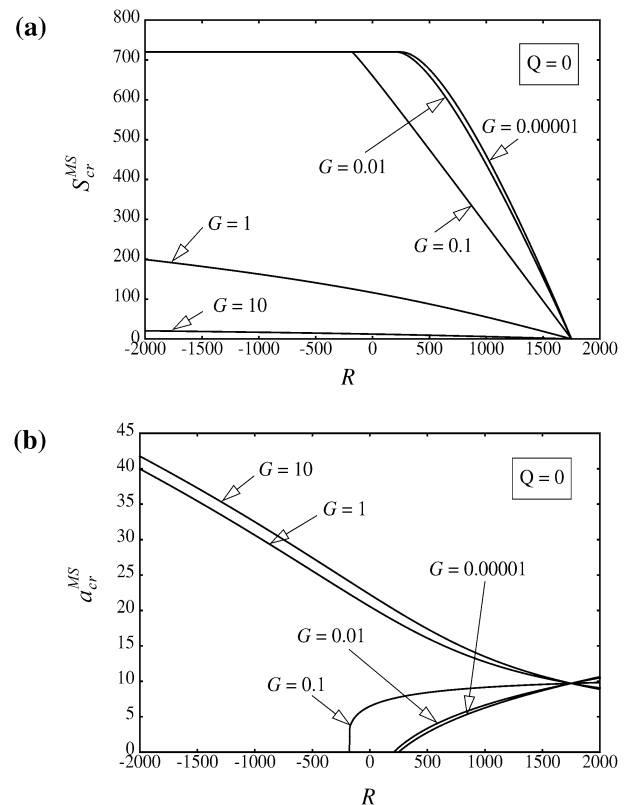 (a)
800
700
600
500
400
300
200
100
0
S_cr^MS
Q = 0
G = 0.00001
G = 0.01
G = 0.1
G = 1
G = 10
-2000 -1500 -1000 -500 0 500 1000 1500 2000
R
(b)
45
40
35
30
25
20
15
10
5
0
a_cr^MS
Q = 0
G = 10
G = 1
G = 0.00001
G = 0.01
G = 0.1
-2000 -1500 -1000 -500 0 500 1000 1500 2000
R